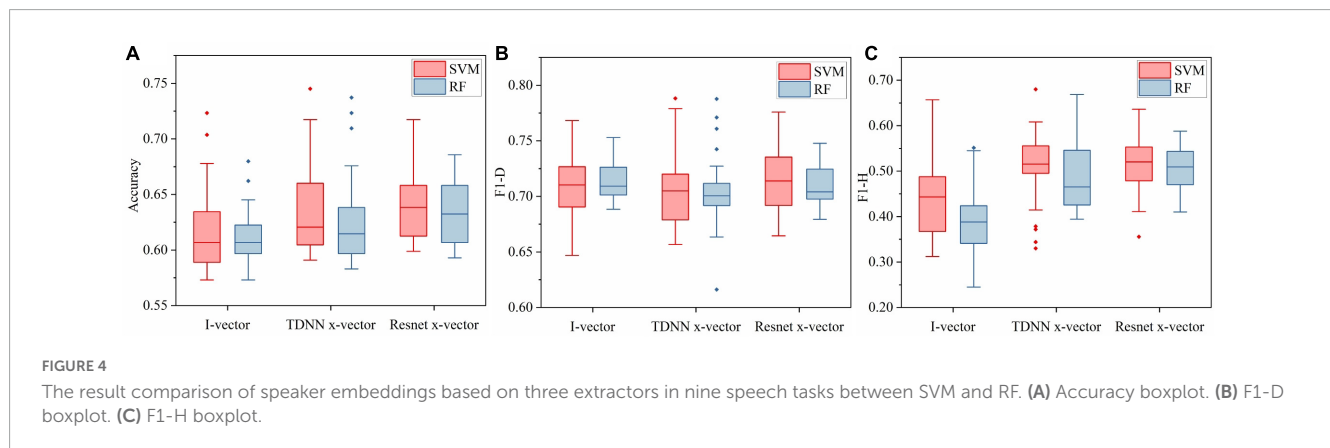 A
Accuracy
0.75
0.70
0.65
0.60
0.55
SVM
RF
I-vector
TDNN x-vector
Resnet x-vector
B
F1-D
0.80
0.75
0.70
0.65
0.60
SVM
RF
I-vector
TDNN x-vector
Resnet x-vector
C
F1-H
0.70
0.60
0.50
0.40
0.30
0.20
SVM
RF
I-vector
TDNN x-vector
Resnet x-vector
FIGURE 4
The result comparison of speaker embeddings based on three extractors in nine speech tasks between SVM and RF. (A) Accuracy boxplot. (B) F1-D
boxplot. (C) F1-H boxplot.